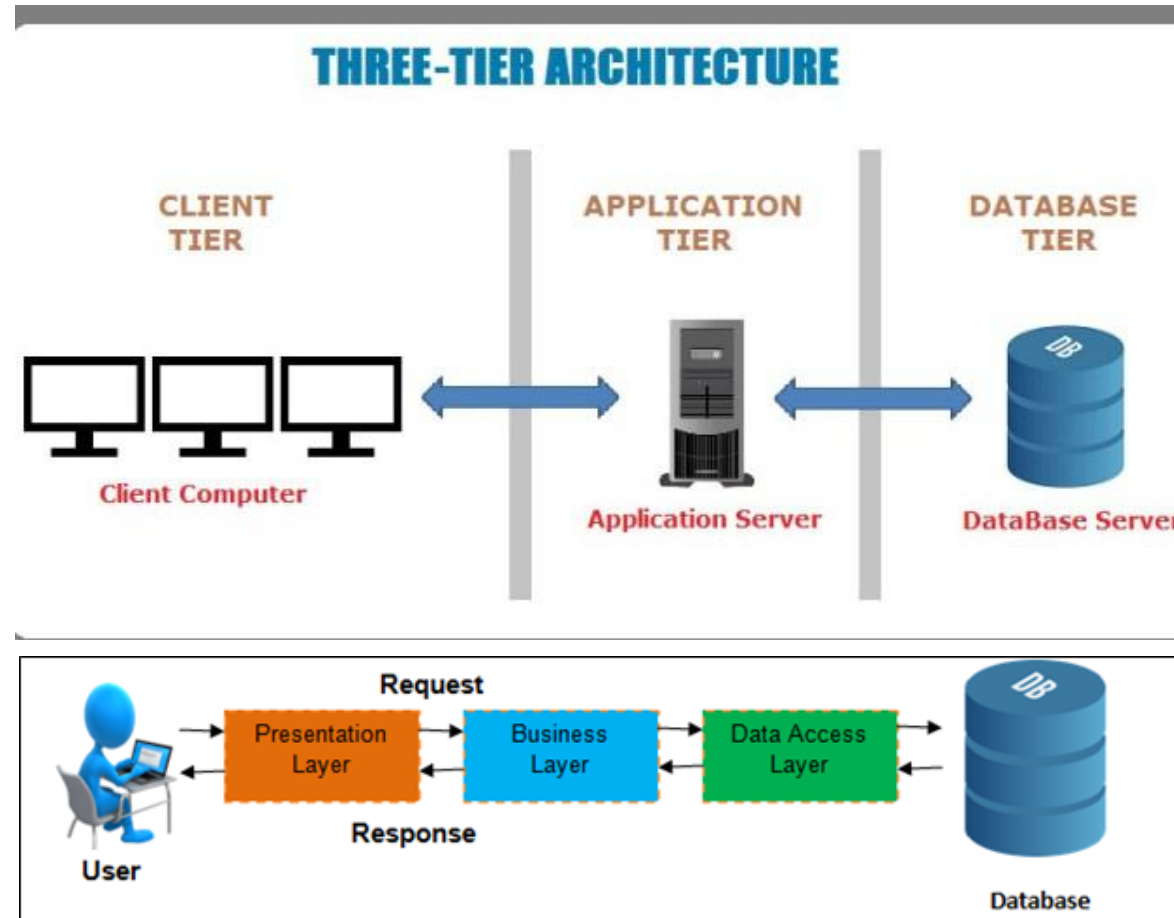 THREE-TIER ARCHITECTURE
CLIENT
TIER
APPLICATION
TIER
DATABASE
TIER
DB
Client Computer
Application Server
DataBase Server
Request
Presentation
Layer
Business
Layer
Data Access
Layer
DB
Response
User
Database